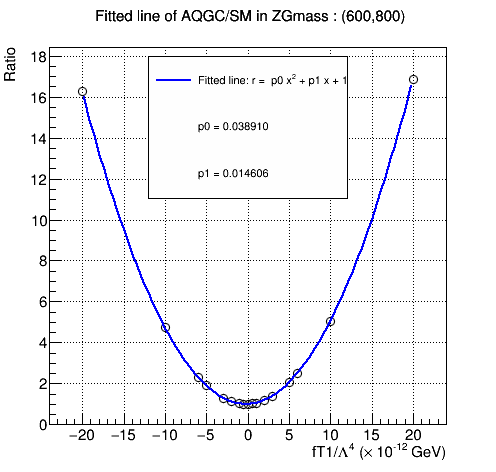 Fitted line of AQGC/SM in ZGmass : (600,800)
Ratio
18
16
14
12
10
8
6
4
2
0
Fitted line: r = p0 x² + p1 x + 1
p0 = 0.038910
p1 = 0.014606
−20 −15 −10 −5 0 5 10 15 20
fT1/Λ⁴ (× 10⁻¹² GeV)